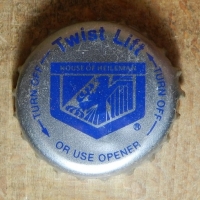 Twist Lift
HOUSE OF HEILEMAN
TURN OFF
TURN OFF
®
OR USE OPENER